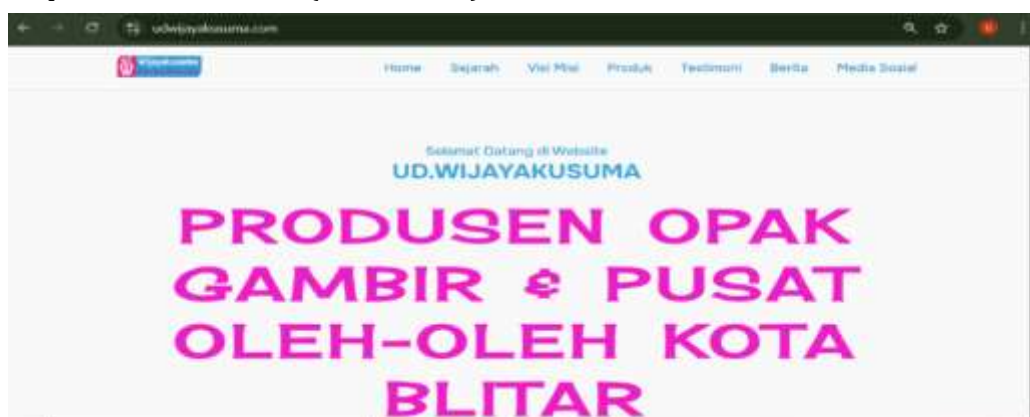 udwijayakusuma.com
Wijayakusuma
Home Sejarah Visi Misi Produk Testimoni Berita Media Sosial
Selamat Datang di Website
UD.WIJAYAKUSUMA
PRODUSEN OPAK
GAMBIR & PUSAT
OLEH-OLEH KOTA
BLITAR